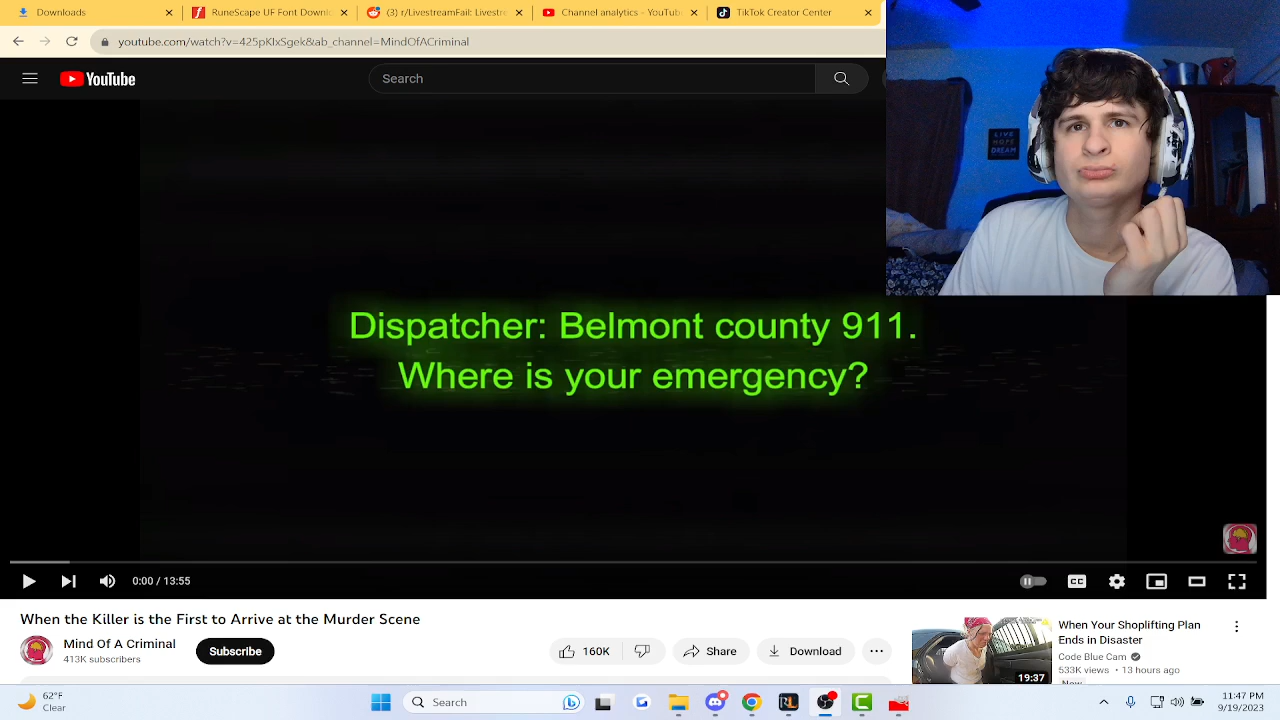 Downloads
RuneScape UF Font Downlo
(3) r/LivestreamFail: Livestre
Channel analytics - YouTub
TikTok Creator Center
youtube.com/watch?v=425pKIxSgek&ab_channel=MindOfACriminal
YouTube
Search
LIVE
HOPE
DREAM
Dispatcher: Belmont county 911.
Where is your emergency?
0:00 / 13:55
CC
When the Killer is the First to Arrive at the Murder Scene
Mind Of A Criminal
413K subscribers
Subscribe
160K
Share
Download
When Your Shoplifting Plan
Ends in Disaster
Code Blue Cam
533K views • 13 hours ago
New
19:37
62°F
Clear
Search
11:47 PM
9/19/2023